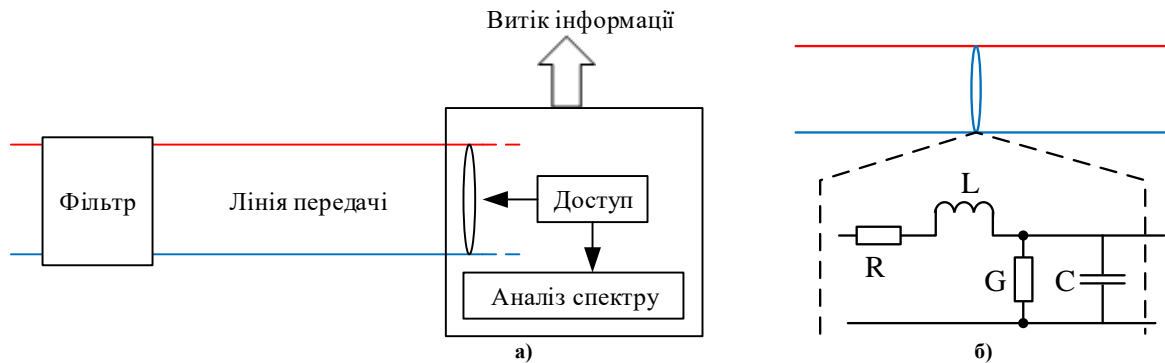 Витік інформації
Фільтр
Лінія передачі
Доступ
Аналіз спектру
а)
L
R
G
C
б)